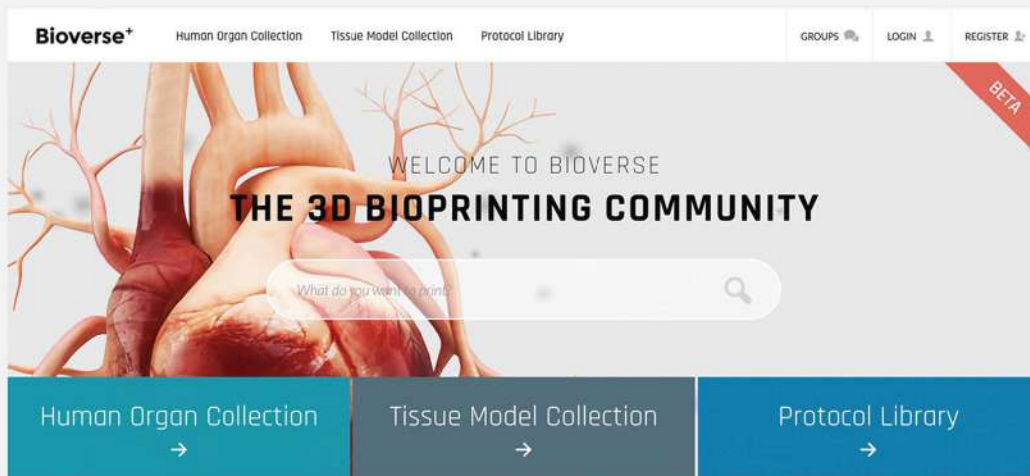 Bioverse+
Human Organ Collection
Tissue Model Collection
Protocol Library
GROUPS
LOGIN
REGISTER
BETA
WELCOME TO BIOVERSE
THE 3D BIOPRINTING COMMUNITY
What do you want to print?
Human Organ Collection
Tissue Model Collection
Protocol Library